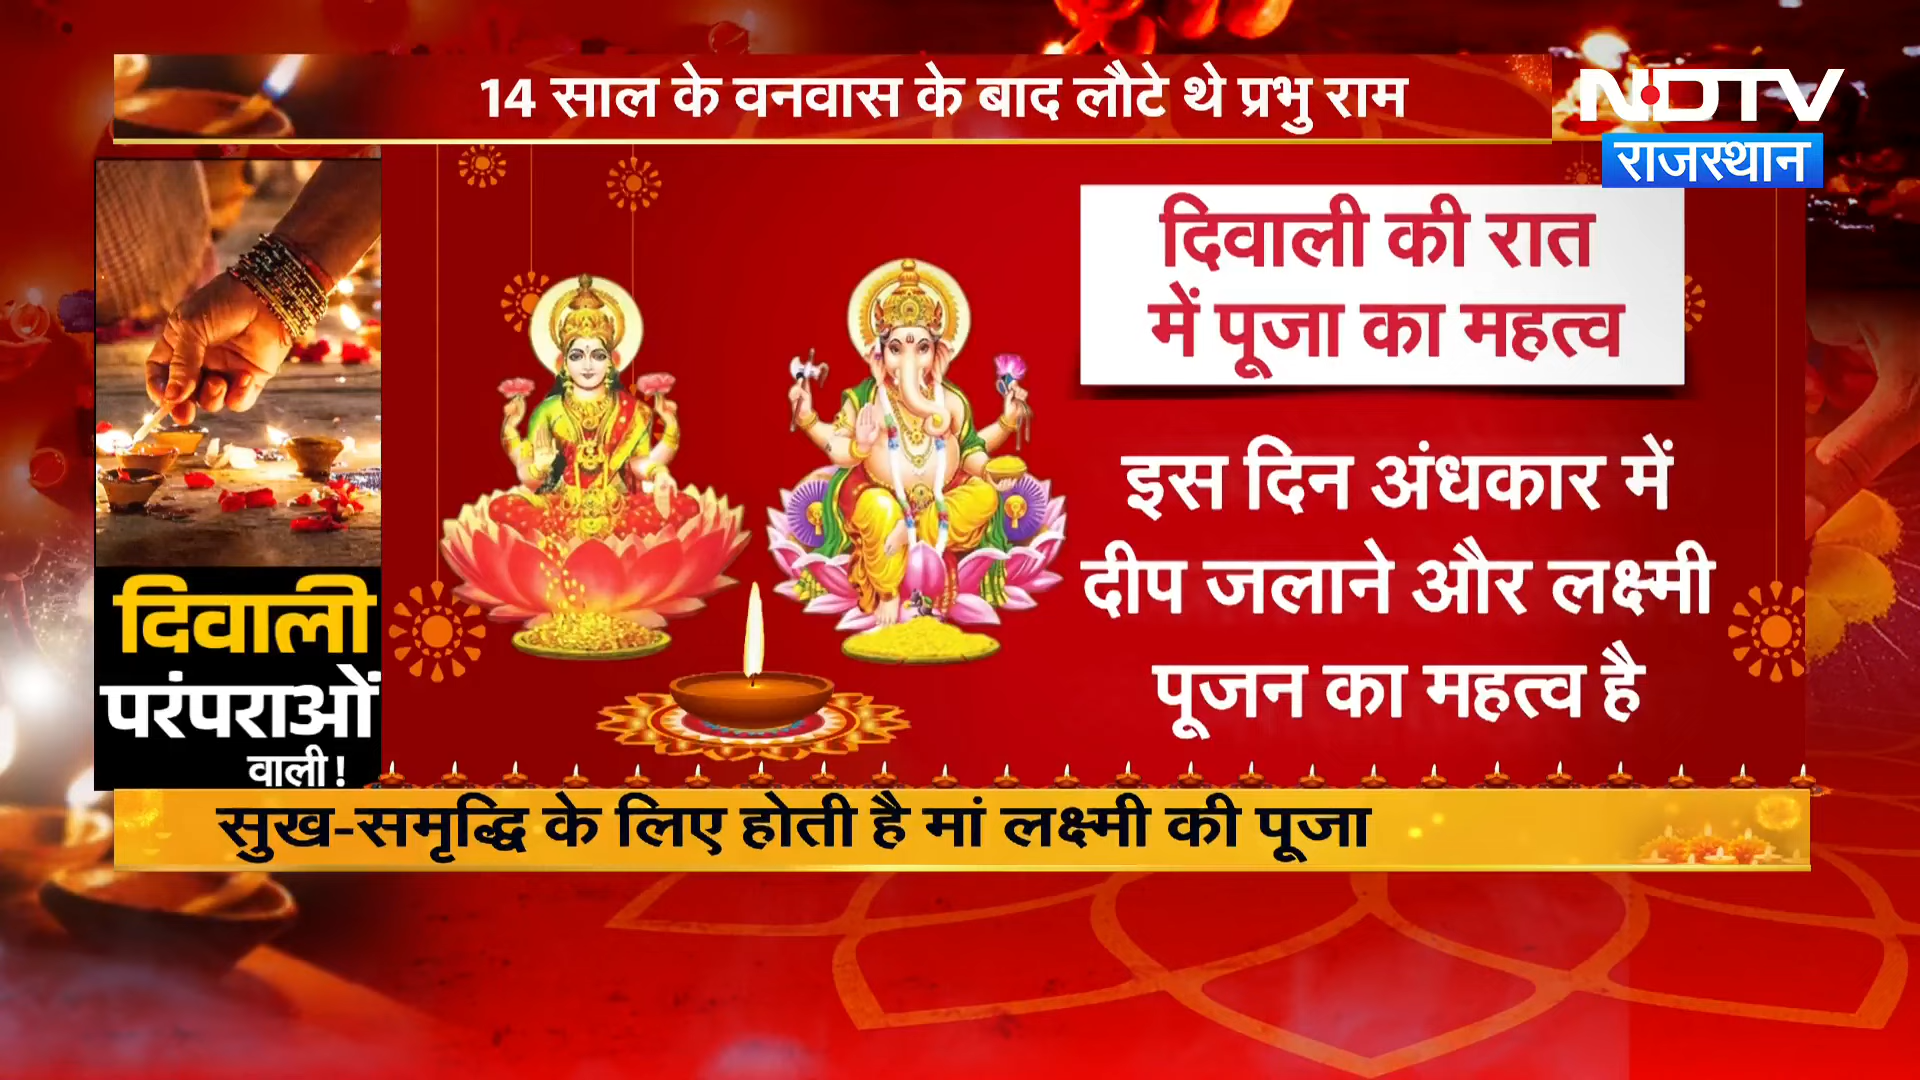 14 साल के वनवास के बाद लौटे थे प्रभु राम
NDTV
राजस्थान
दिवाली की रात
में पूजा का महत्व
इस दिन अंधकार में
दीप जलाने और लक्ष्मी
पूजन का महत्व है
दिवाली
परंपराओं
वाली!
सुख-समृद्धि के लिए होती है मां लक्ष्मी की पूजा